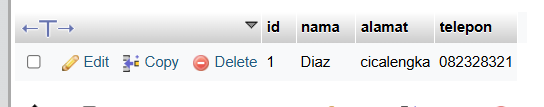 id nama alamat telepon
Edit Copy Delete 1 Diaz cicalengka 082328321